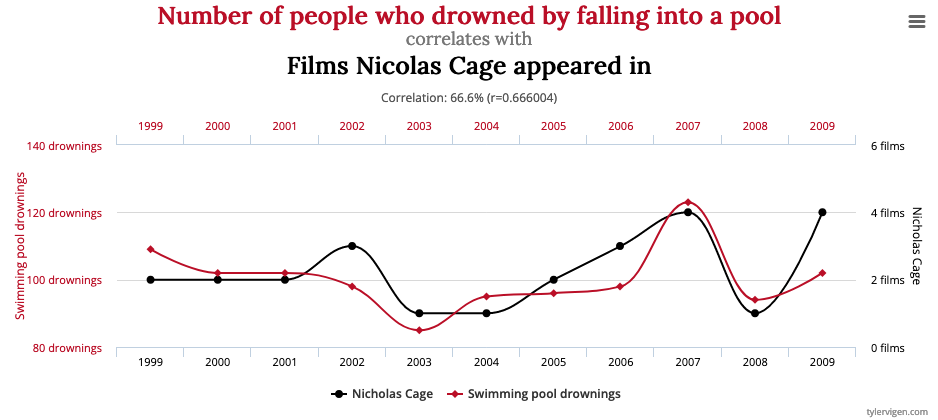 Number of people who drowned by falling into a pool
correlates with
Films Nicolas Cage appeared in
Correlation: 66.6% (r=0.666004)
1999 2000 2001 2002 2003 2004 2005 2006 2007 2008 2009
140 drownings 6 films
120 drownings 4 films
100 drownings 2 films
80 drownings 0 films
Swimming pool drownings
Nicholas Cage
1999 2000 2001 2002 2003 2004 2005 2006 2007 2008 2009
Nicholas Cage Swimming pool drownings
tylervigen.com